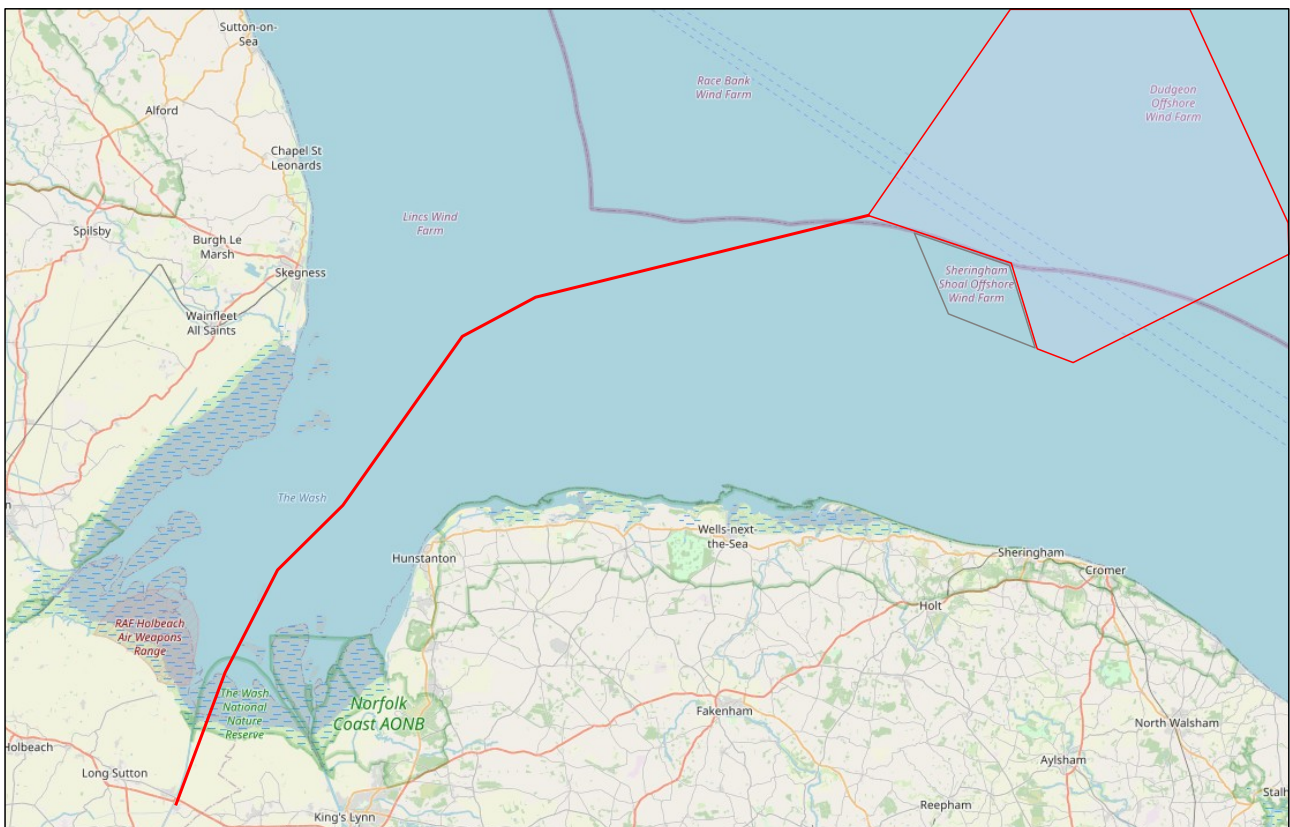 Sutton-on-
Sea
Race Bank
Wind Farm
Dudgeon
Offshore
Wind Farm
Alford
Chapel St
Leonards
Lincs Wind
Farm
Spilsby
Burgh Le
Marsh
Skegness
Sheringham
Shoal Offshore
Wind Farm
Wainfleet
All Saints
The Wash
n
Wells-next-
the-Sea
Hunstanton
Sheringham
Cromer
Holt
RAF Holbeach
Air Weapons
Range
The Wash
National
Nature
Reserve
Norfolk
Coast AONB
Fakenham
North Walsham
Holbeach
Long Sutton
Aylsham
Stalh
Reepham
King's Lynn